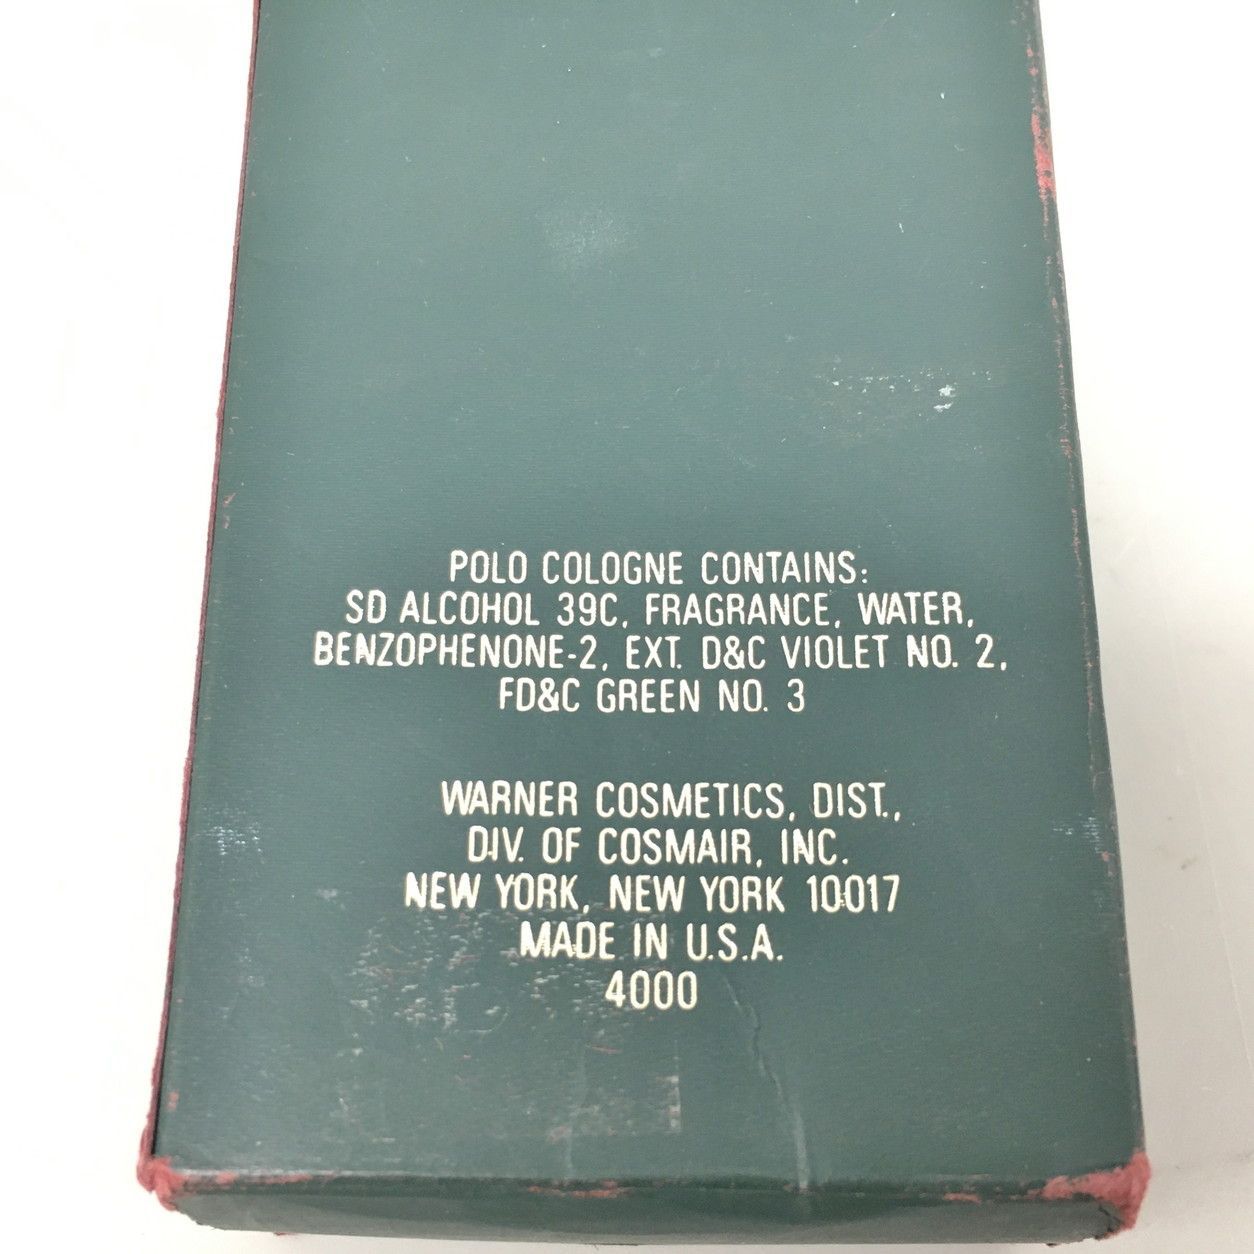 POLO COLOGNE CONTAINS:
SD ALCOHOL 39C, FRAGRANCE, WATER,
BENZOPHENONE-2, EXT. D&C VIOLET NO. 2,
FD&C GREEN NO. 3
WARNER COSMETICS, DIST.,
DIV. OF COSMAIR, INC.
NEW YORK, NEW YORK 10017
MADE IN U.S.A.
4000